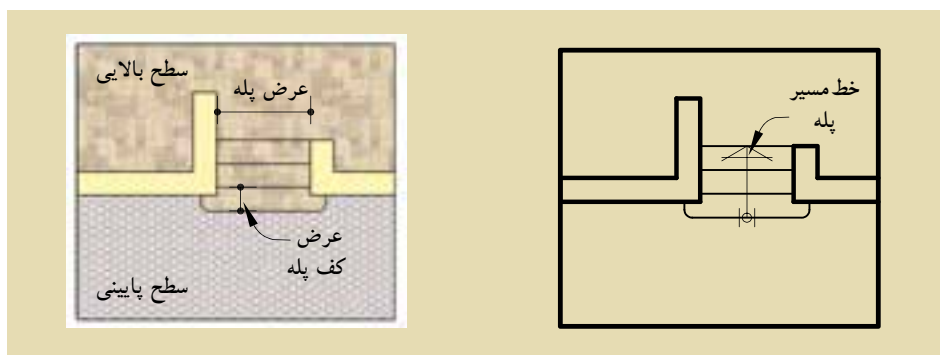 سطح بالایی
عرض پله
عرض
کف پله
سطح پایینی
خط مسیر
پله